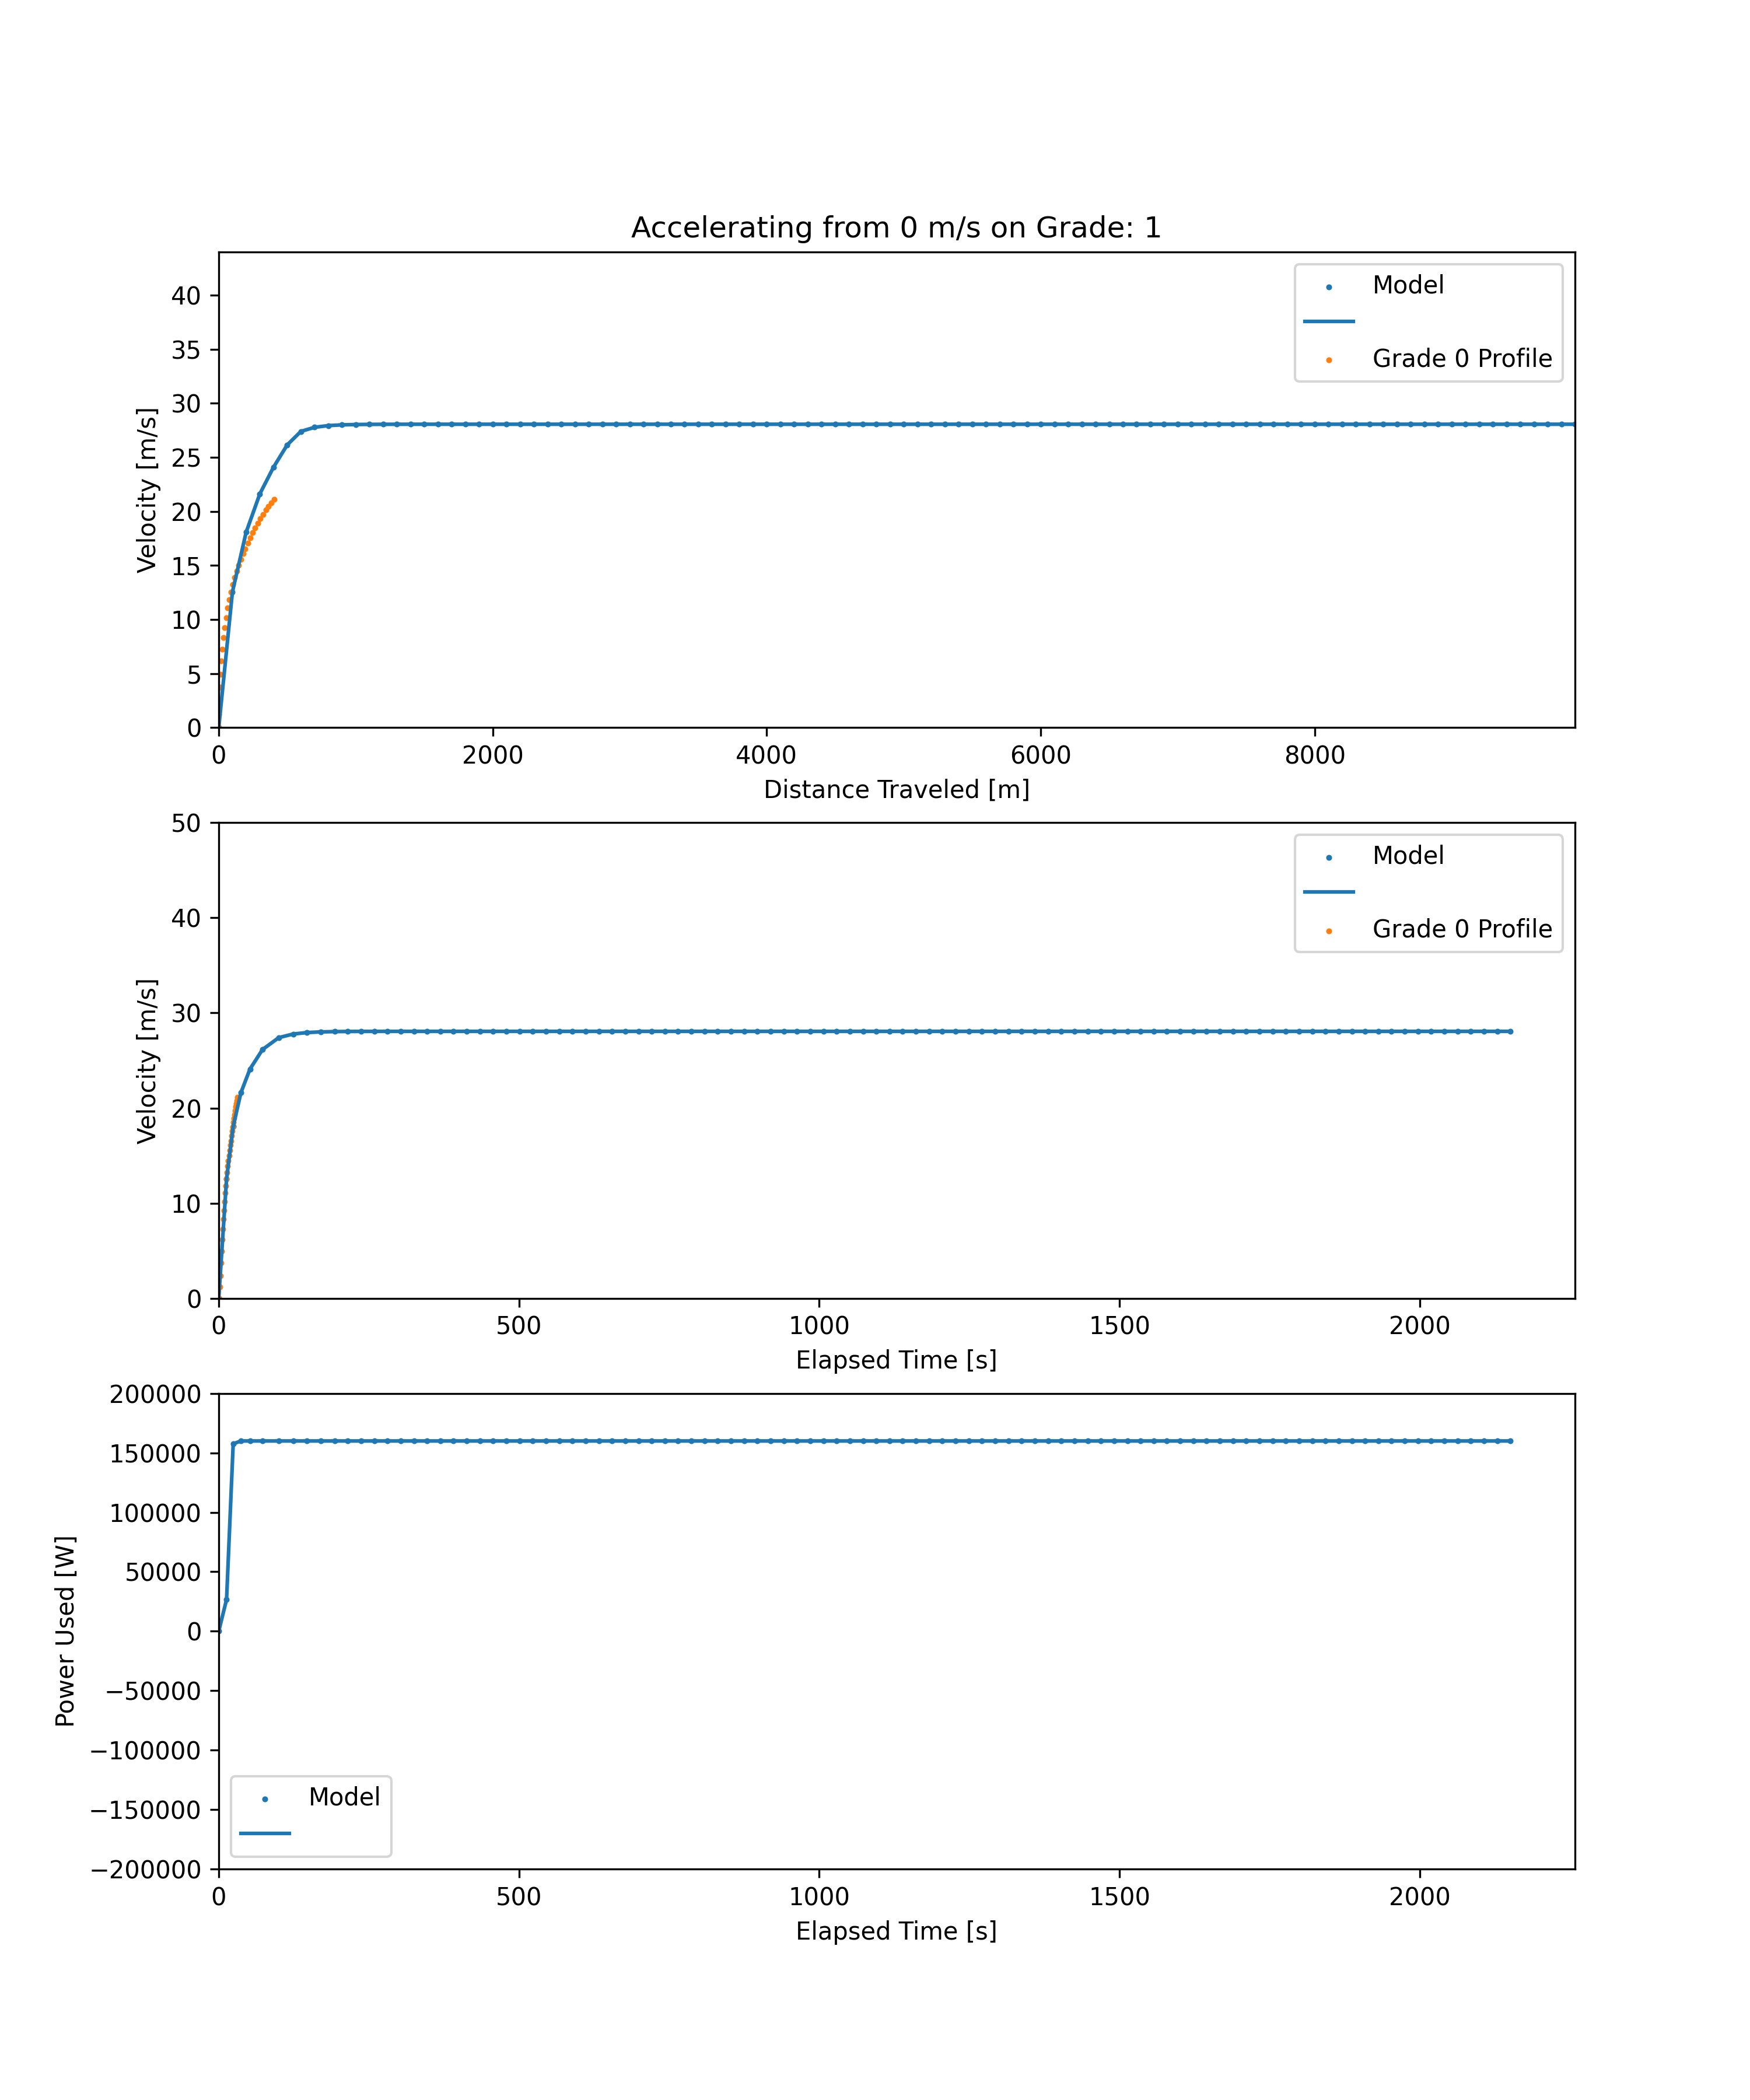 Accelerating from 0 m/s on Grade: 1
40
35
30
25
20
15
10
5
0
Velocity [m/s]
Model
Grade 0 Profile
0 2000 4000 6000 8000
Distance Traveled [m]
50
40
30
20
10
0
Velocity [m/s]
Model
Grade 0 Profile
0 500 1000 1500 2000
Elapsed Time [s]
200000
150000
100000
50000
0
−50000
−100000
−150000
−200000
Power Used [W]
Model
0 500 1000 1500 2000
Elapsed Time [s]